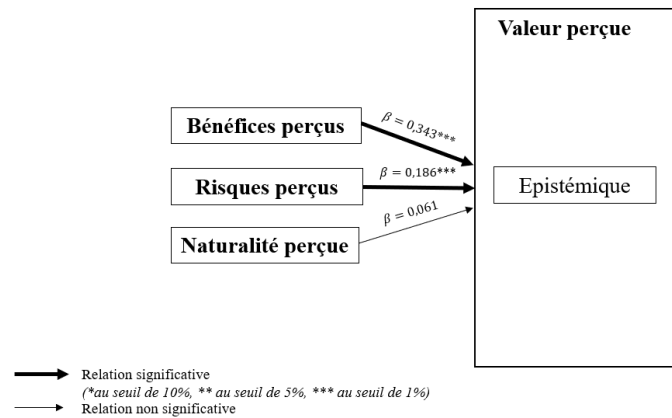 Valeur perçue
Bénéfices perçus
β = 0,343***
Risques perçus
β = 0,186***
Epistémique
Naturalité perçue
β = 0,061
Relation significative
(*au seuil de 10%, ** au seuil de 5%, *** au seuil de 1%)
Relation non significative